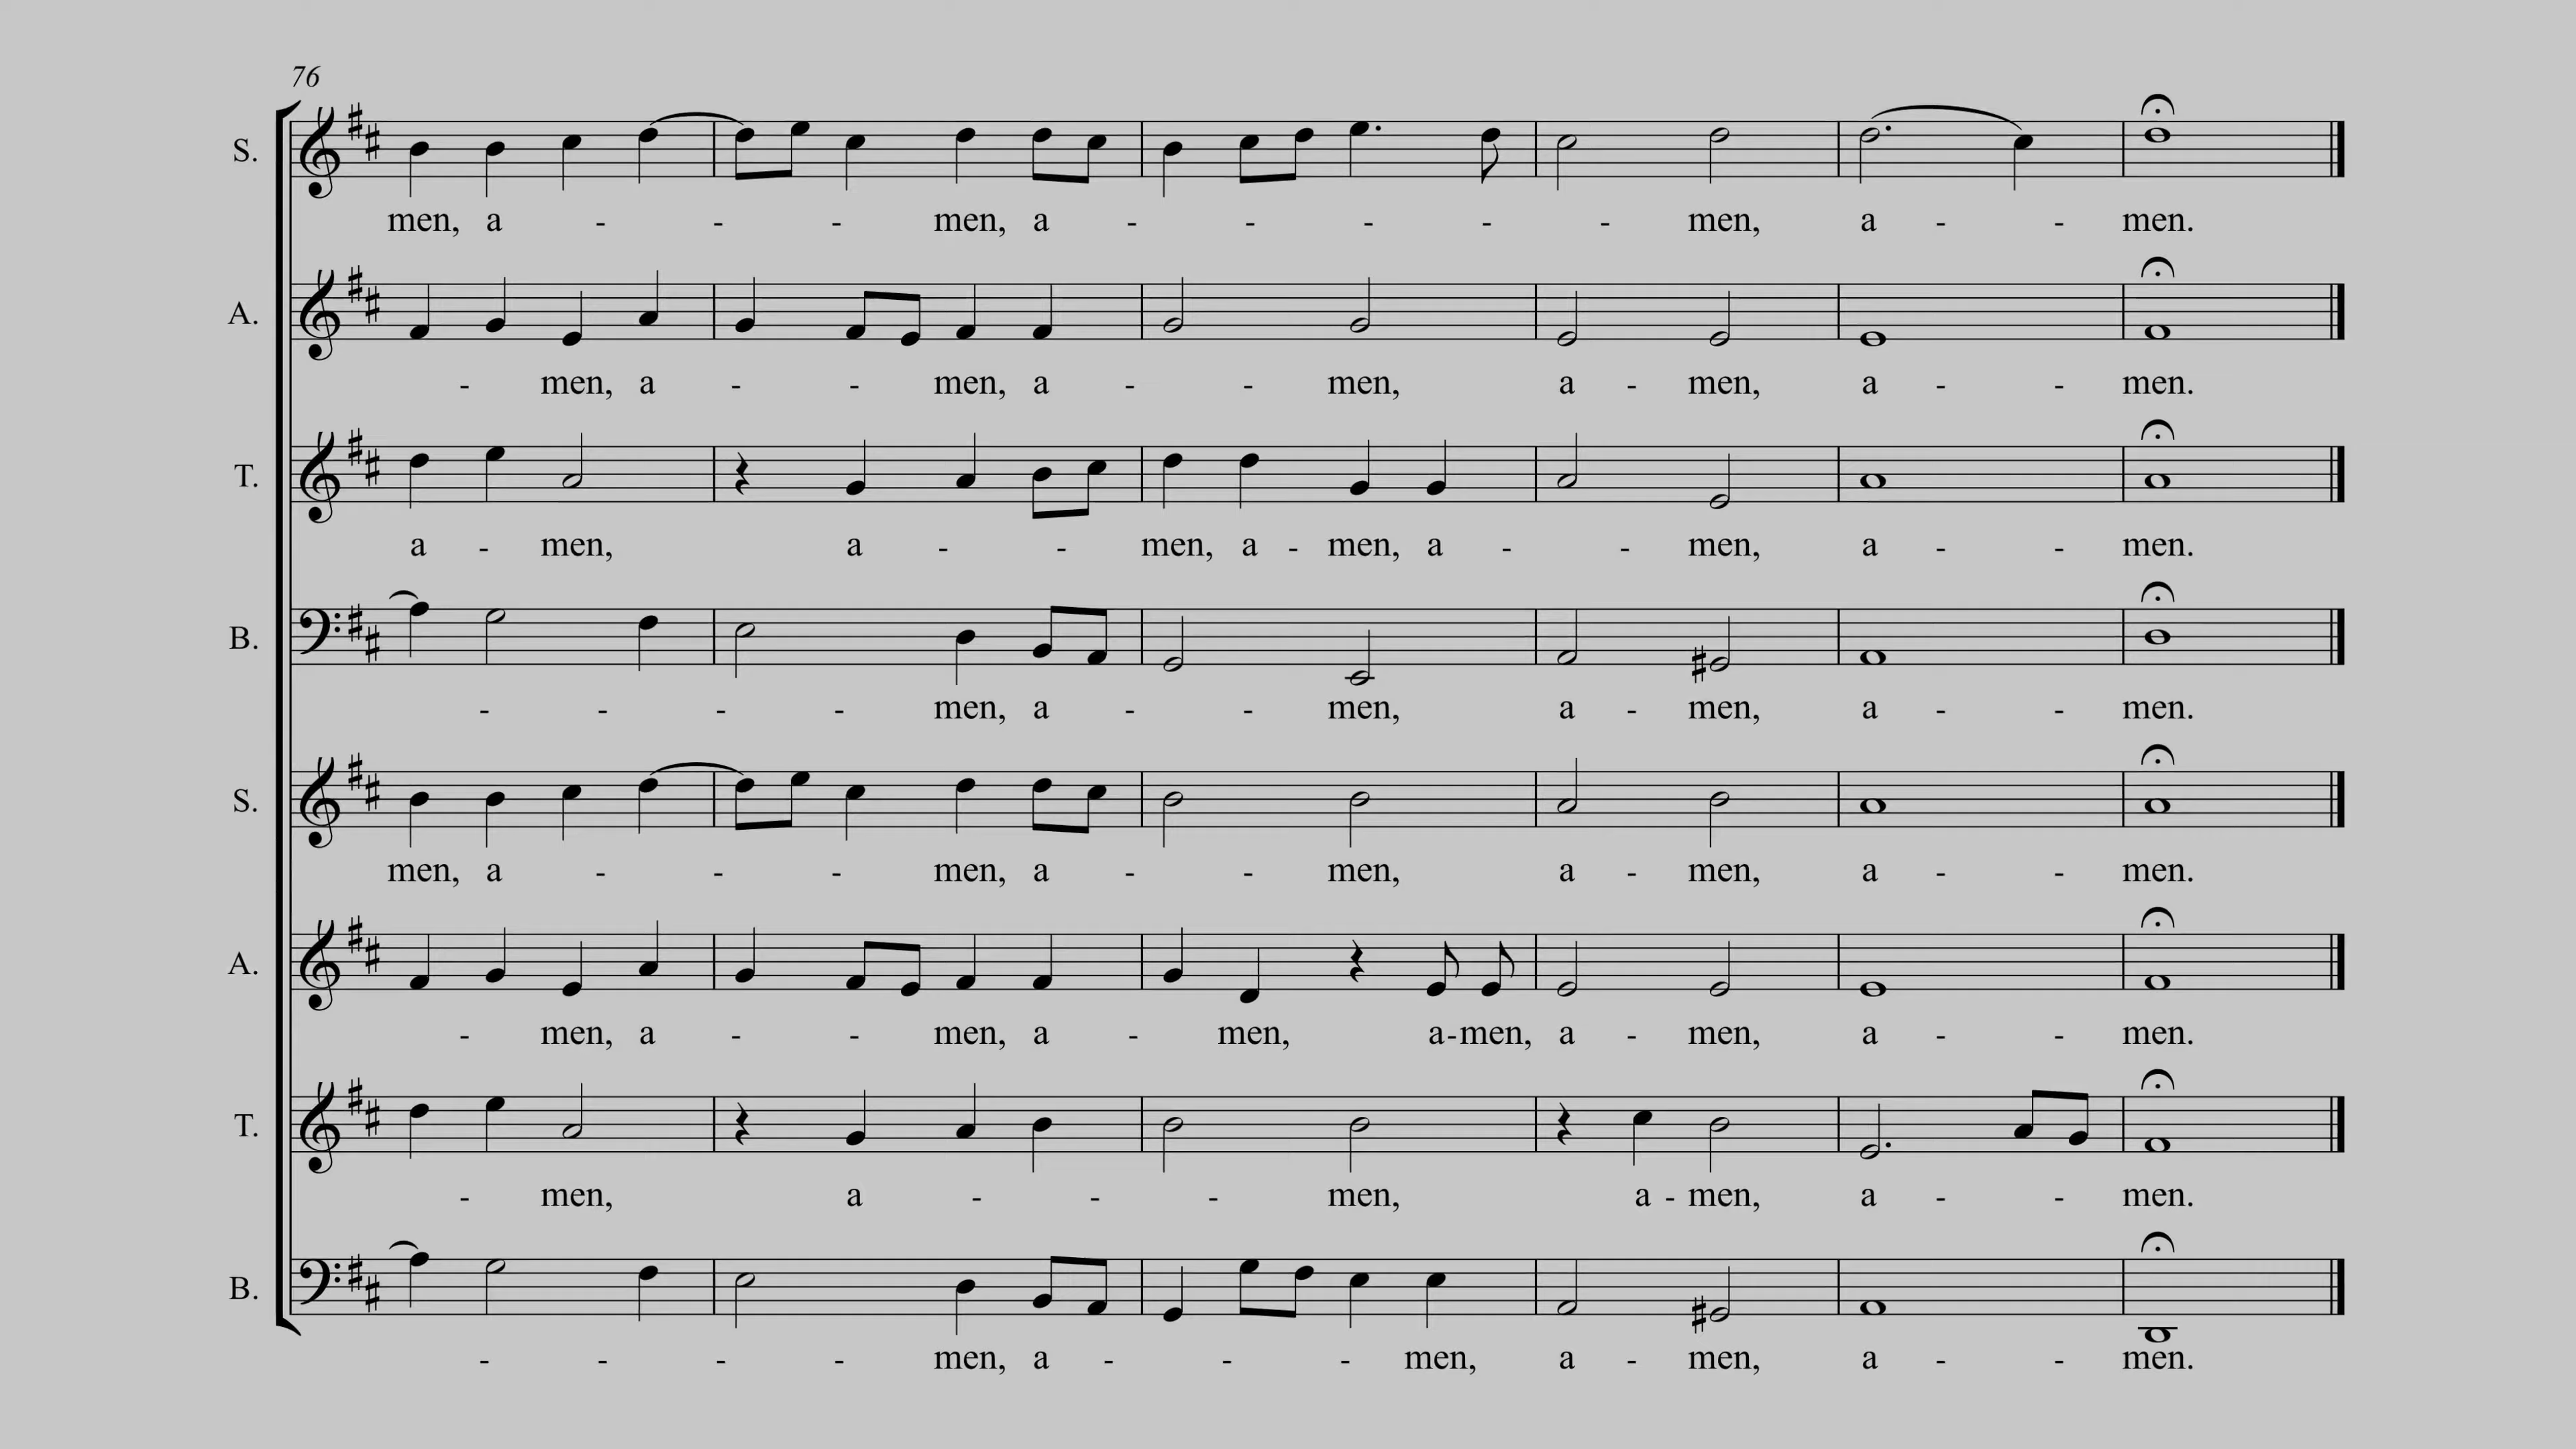 76
S.
men, a - - - men, a - - - - - men, a - - men.
A.
- men, a - - men, a - - men, a - men, a - - men.
T.
a - men, a - - men, a - men, a - - men, a - - men.
B.
- - - - men, a - - men, a - men, a - - men.
S.
men, a - - - men, a - - men, a - men, a - - men.
A.
- men, a - - men, a - men, a-men, a - men, a - - men.
T.
- men, a - - - men, a - men, a - - men.
B.
- - - - men, a - - - men, a - men, a - - men.